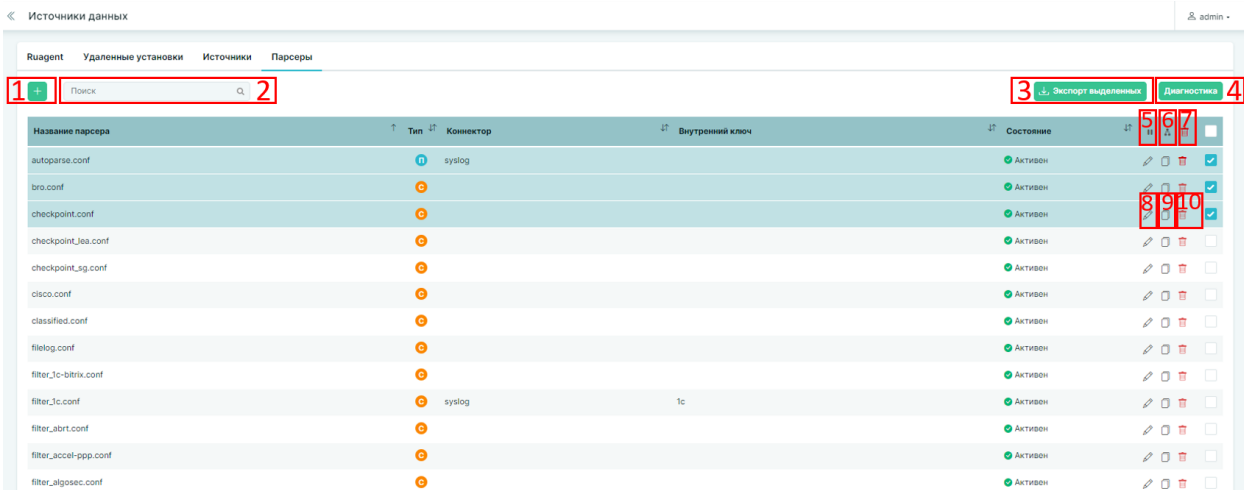 Источники данных admin
Ruagent Удаленные установки Источники Парсеры
1 + Поиск 2 3 Экспорт выделенных Диагностика 4
Название парсера Тип Коннектор Внутренний ключ Состояние 5 6 7
autoparse.conf П syslog Активен
bro.conf С Активен
8 9 10
checkpoint.conf С Активен
checkpoint_lea.conf С Активен
checkpoint_sg.conf С Активен
cisco.conf С Активен
classified.conf С Активен
filelog.conf С Активен
filter_1c-bitrix.conf С Активен
filter_1c.conf С syslog 1c Активен
filter_abrt.conf С Активен
filter_accel-ppp.conf С Активен
filter_algosec.conf С Активен